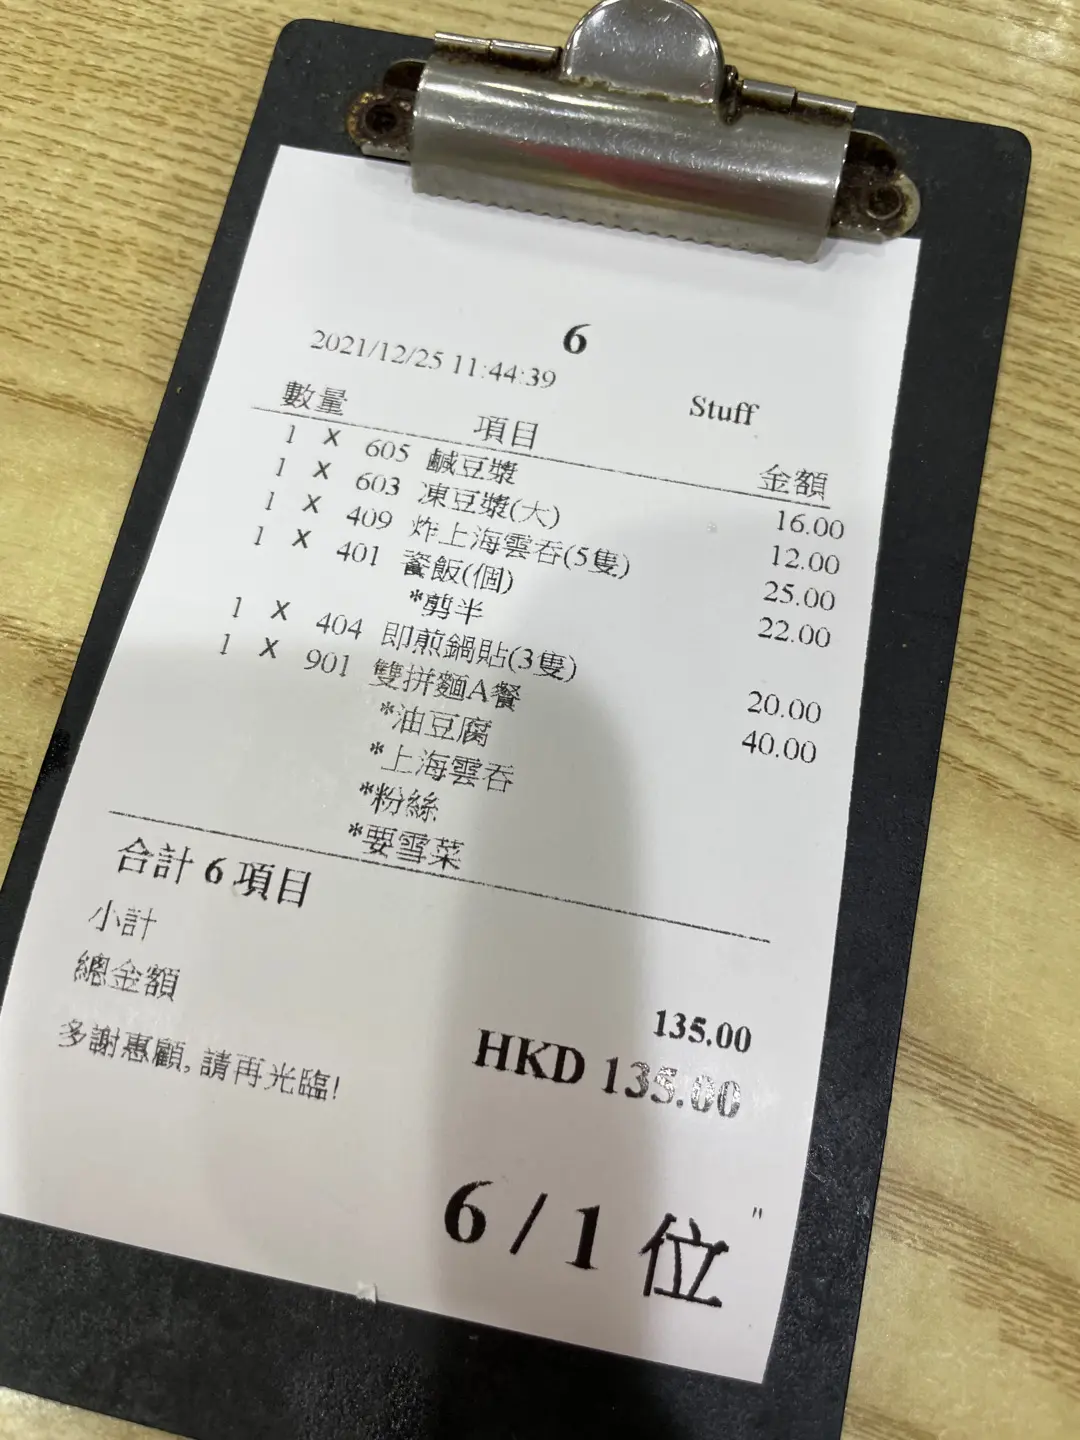 6
2021/12/25 11:44:39
Stuff
數量 項目 金額
1 X 605 鹹豆漿 16.00
1 X 603 凍豆漿(大) 12.00
1 X 409 炸上海雲吞(5隻) 25.00
1 X 401 粢飯(個) 22.00
*剪半
1 X 404 即煎鍋貼(3隻) 20.00
1 X 901 雙拼麵A餐 40.00
*油豆腐
*上海雲吞
*粉絲
*要雪菜
合計 6 項目
小計 135.00
總金額 HKD 135.00
多謝惠顧, 請再光臨!
6 / 1 位 "